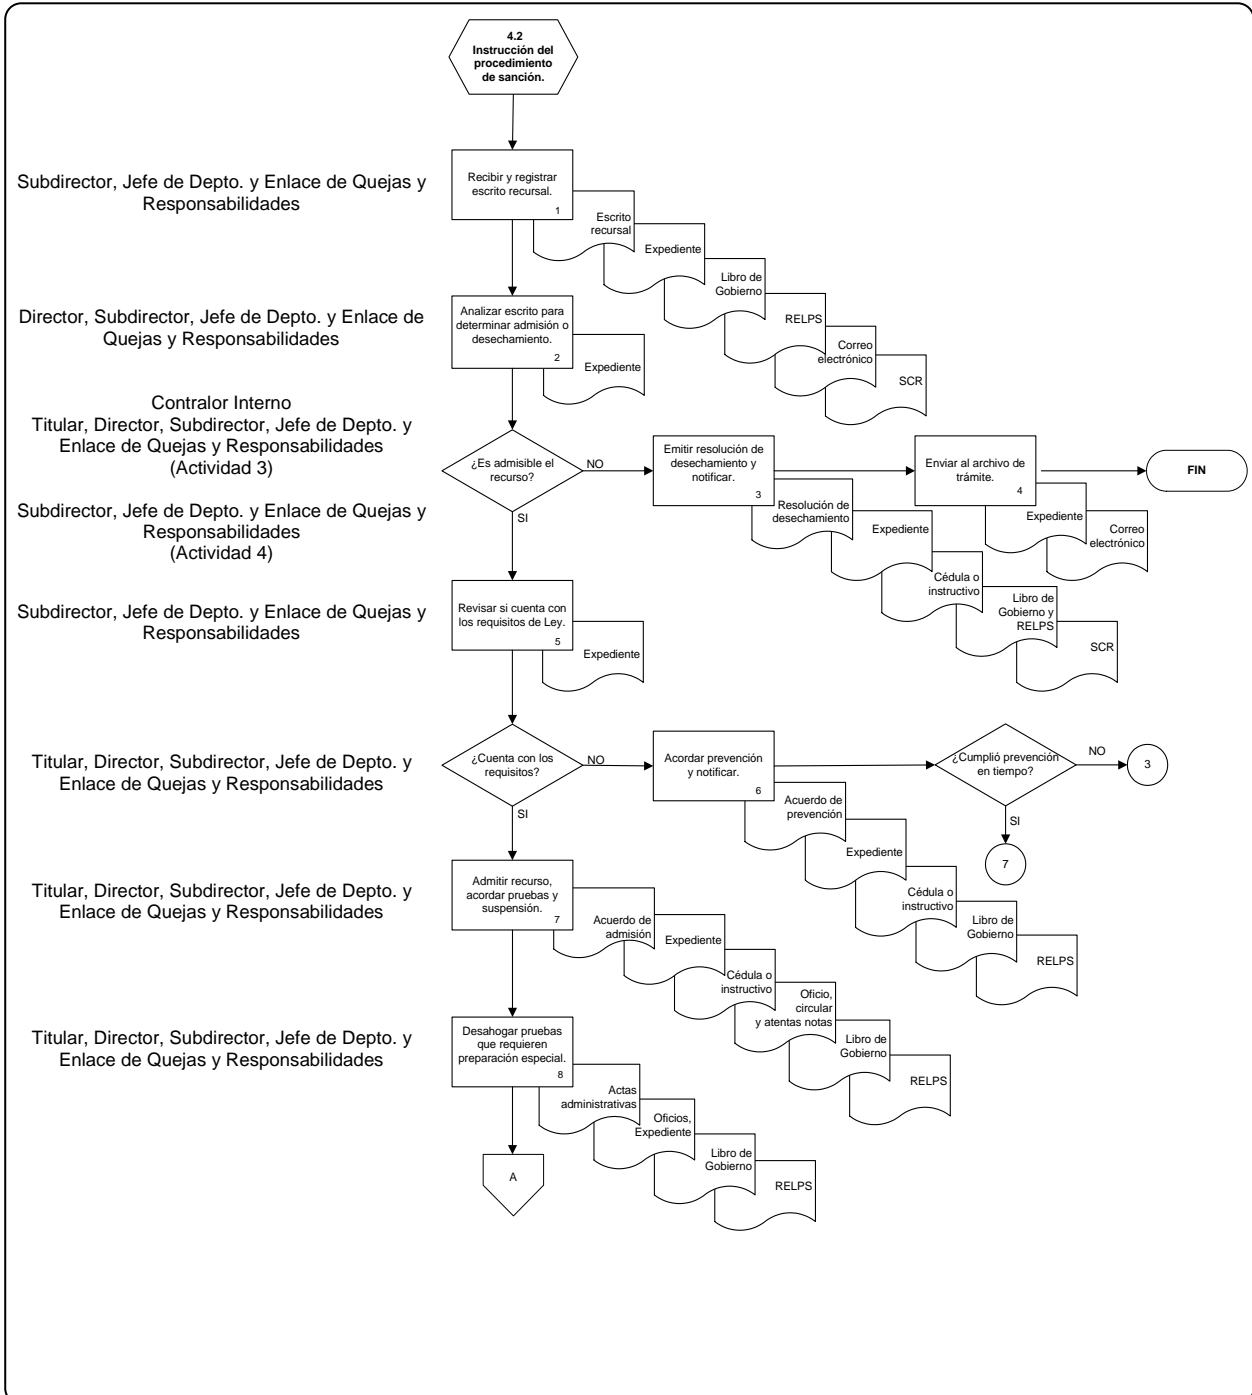 4.2
Instrucción del
procedimiento
de sanción.
Subdirector, Jefe de Depto. y Enlace de Quejas y
Responsabilidades
Recibir y registrar
escrito recursal.
1
Escrito
recursal
Expediente
Libro de
Gobierno
RELPS
Correo
electrónico
SCR
Director, Subdirector, Jefe de Depto. y Enlace de
Quejas y Responsabilidades
Analizar escrito para
determinar admisión o
desechamiento.
2
Expediente
Contralor Interno
Titular, Director, Subdirector, Jefe de Depto. y
Enlace de Quejas y Responsabilidades
(Actividad 3)
Subdirector, Jefe de Depto. y Enlace de Quejas y
Responsabilidades
(Actividad 4)
¿Es admisible el
recurso?
NO
SI
Emitir resolución de
desechamiento y
notificar.
3
Resolución de
desechamiento
Expediente
Cédula o
instructivo
Libro de
Gobierno y
RELPS
SCR
Enviar al archivo de
trámite.
4
Expediente
Correo
electrónico
FIN
Subdirector, Jefe de Depto. y Enlace de Quejas y
Responsabilidades
Revisar si cuenta con
los requisitos de Ley.
5
Expediente
Titular, Director, Subdirector, Jefe de Depto. y
Enlace de Quejas y Responsabilidades
¿Cuenta con los
requisitos?
NO
SI
Acordar prevención
y notificar.
6
Acuerdo de
prevención
Expediente
Cédula o
instructivo
Libro de
Gobierno
RELPS
¿Cumplió prevención
en tiempo?
NO
3
SI
7
Titular, Director, Subdirector, Jefe de Depto. y
Enlace de Quejas y Responsabilidades
Admitir recurso,
acordar pruebas y
suspensión.
7
Acuerdo de
admisión
Expediente
Cédula o
instructivo
Oficio,
circular
y atentas notas
Libro de
Gobierno
RELPS
Titular, Director, Subdirector, Jefe de Depto. y
Enlace de Quejas y Responsabilidades
Desahogar pruebas
que requieren
preparación especial.
8
Actas
administrativas
Oficios,
Expediente
Libro de
Gobierno
RELPS
A